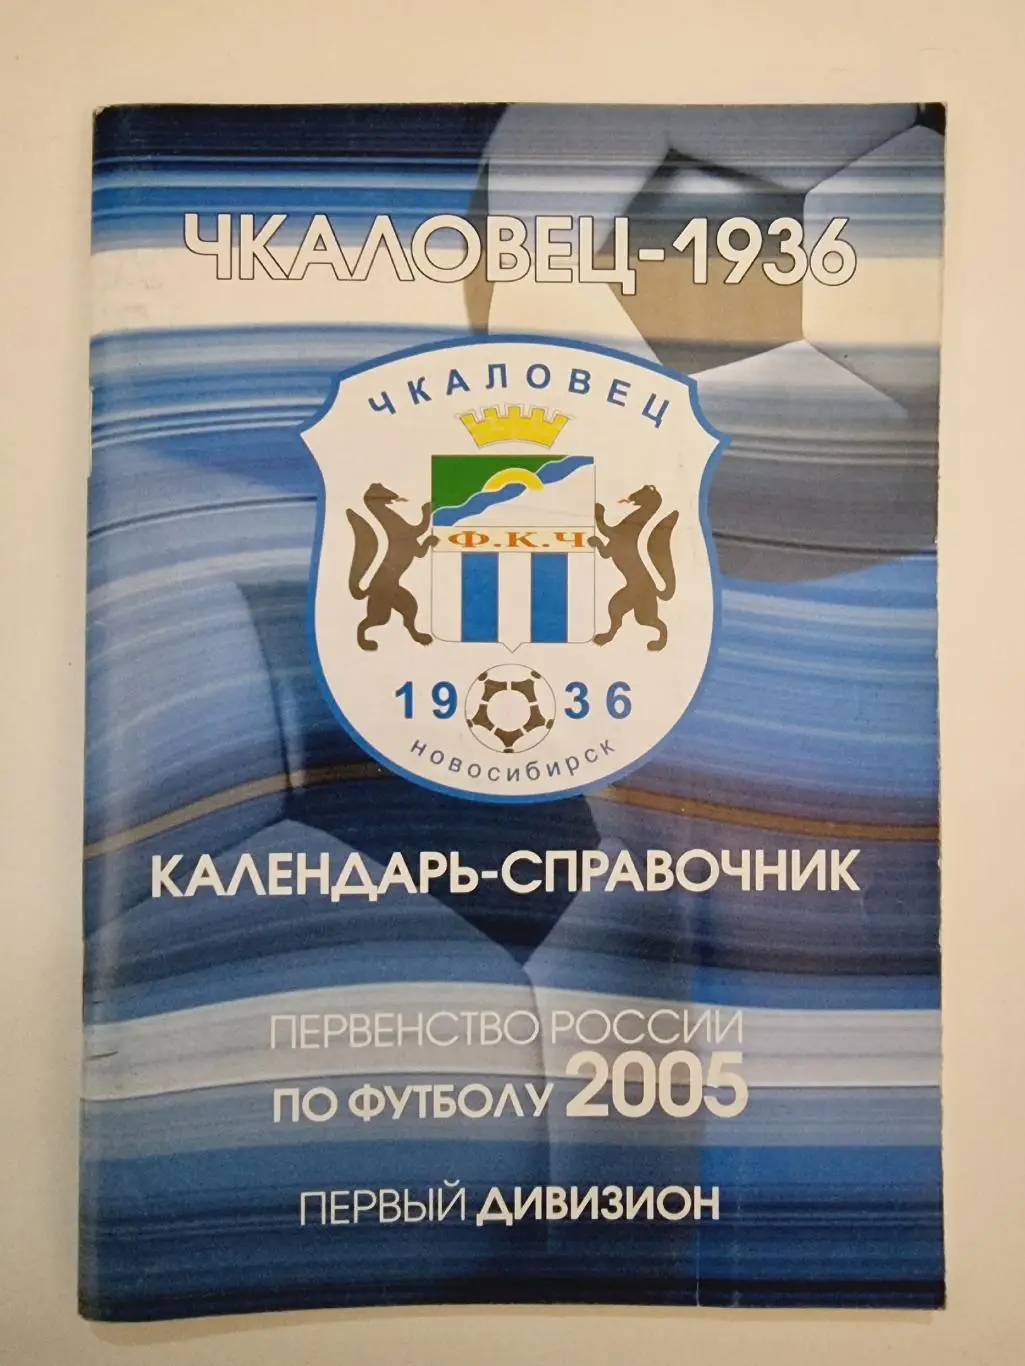 ЧКАЛОВЕЦ-1936
ЧКАЛОВЕЦ
Ф.К.Ч
19 36
НОВОСИБИРСК
КАЛЕНДАРЬ-СПРАВОЧНИК
ПЕРВЕНСТВО РОССИИ
ПО ФУТБОЛУ 2005
ПЕРВЫЙ ДИВИЗИОН